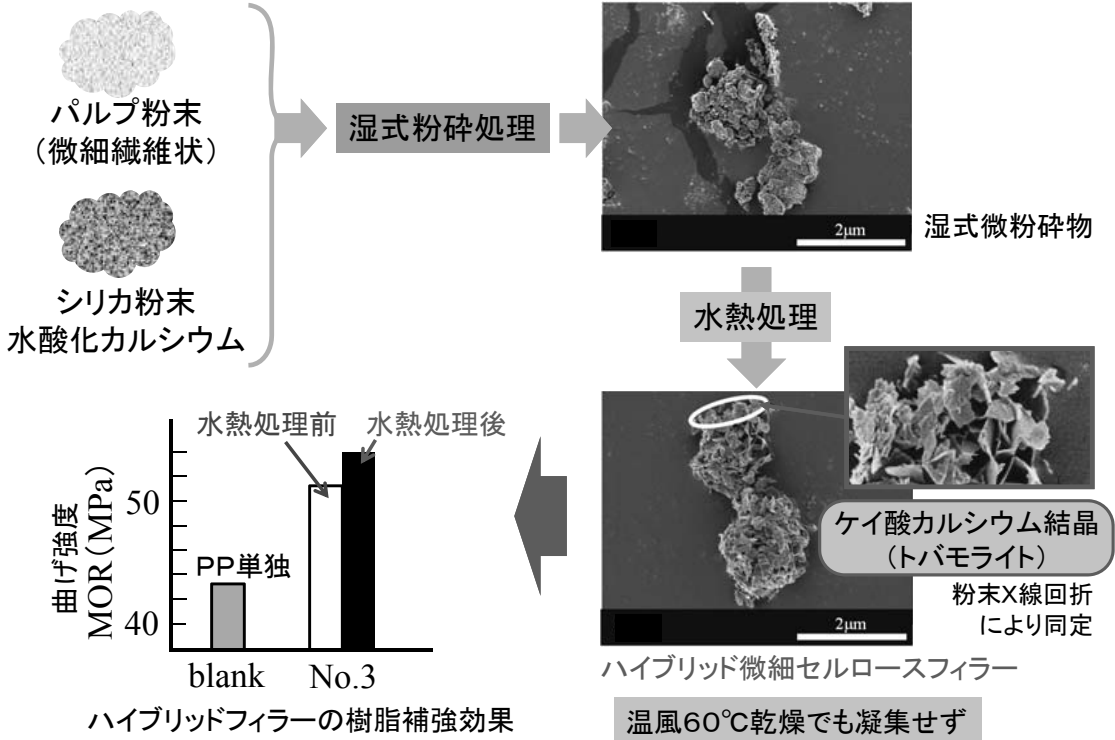 パルプ粉末
（微細繊維状）
シリカ粉末
水酸化カルシウム
湿式粉砕処理
2μm
湿式微粉砕物
水熱処理
ケイ酸カルシウム結晶
（トバモライト）
粉末X線回折
により同定
2μm
ハイブリッド微細セルロースフィラー
温風60℃乾燥でも凝集せず
水熱処理前
水熱処理後
曲げ強度
MOR（MPa）
50
40
PP単独
blank
No.3
ハイブリッドフィラーの樹脂補強効果